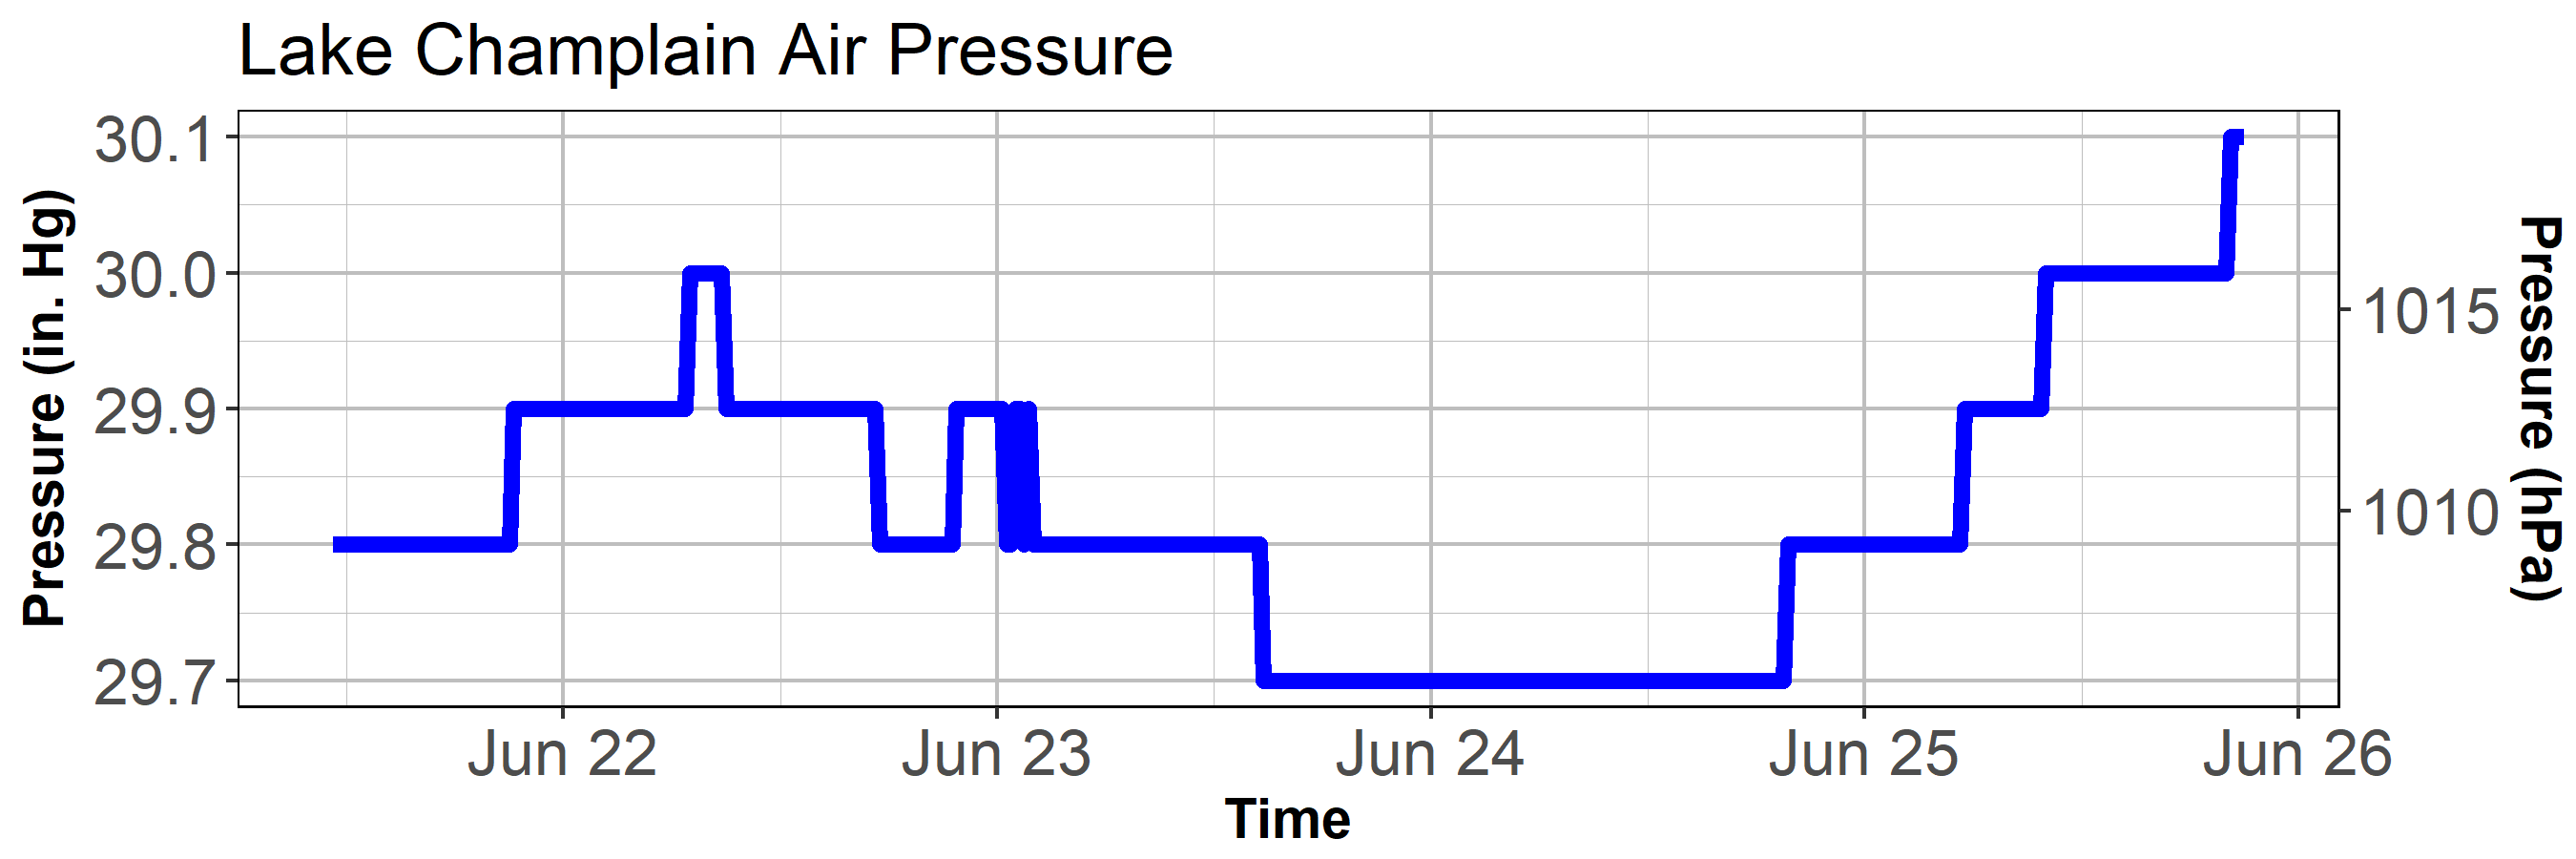 Lake Champlain Air Pressure
Pressure (in. Hg)
30.1
30.0
29.9
29.8
29.7
1015
1010
Pressure (hPa)
Jun 22
Jun 23
Jun 24
Jun 25
Jun 26
Time